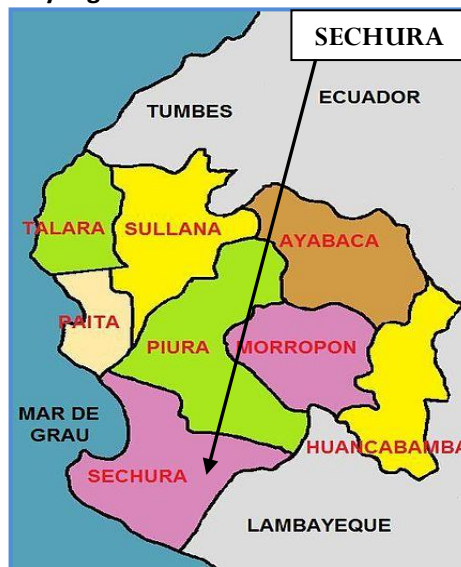 SECHURA
ECUADOR
TUMBES
TALARA
SULLANA
AYABACA
PAITA
PIURA
MORROPON
MAR DE
GRAU
HUANCABAMBA
SECHURA
LAMBAYEQUE